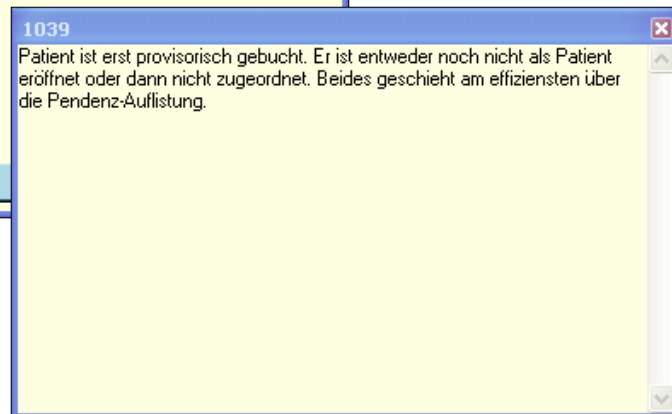 1039
Patient ist erst provisorisch gebucht. Er ist entweder noch nicht als Patient
eröffnet oder dann nicht zugeordnet. Beides geschieht am effiziensten über
die Pendenz-Auflistung.